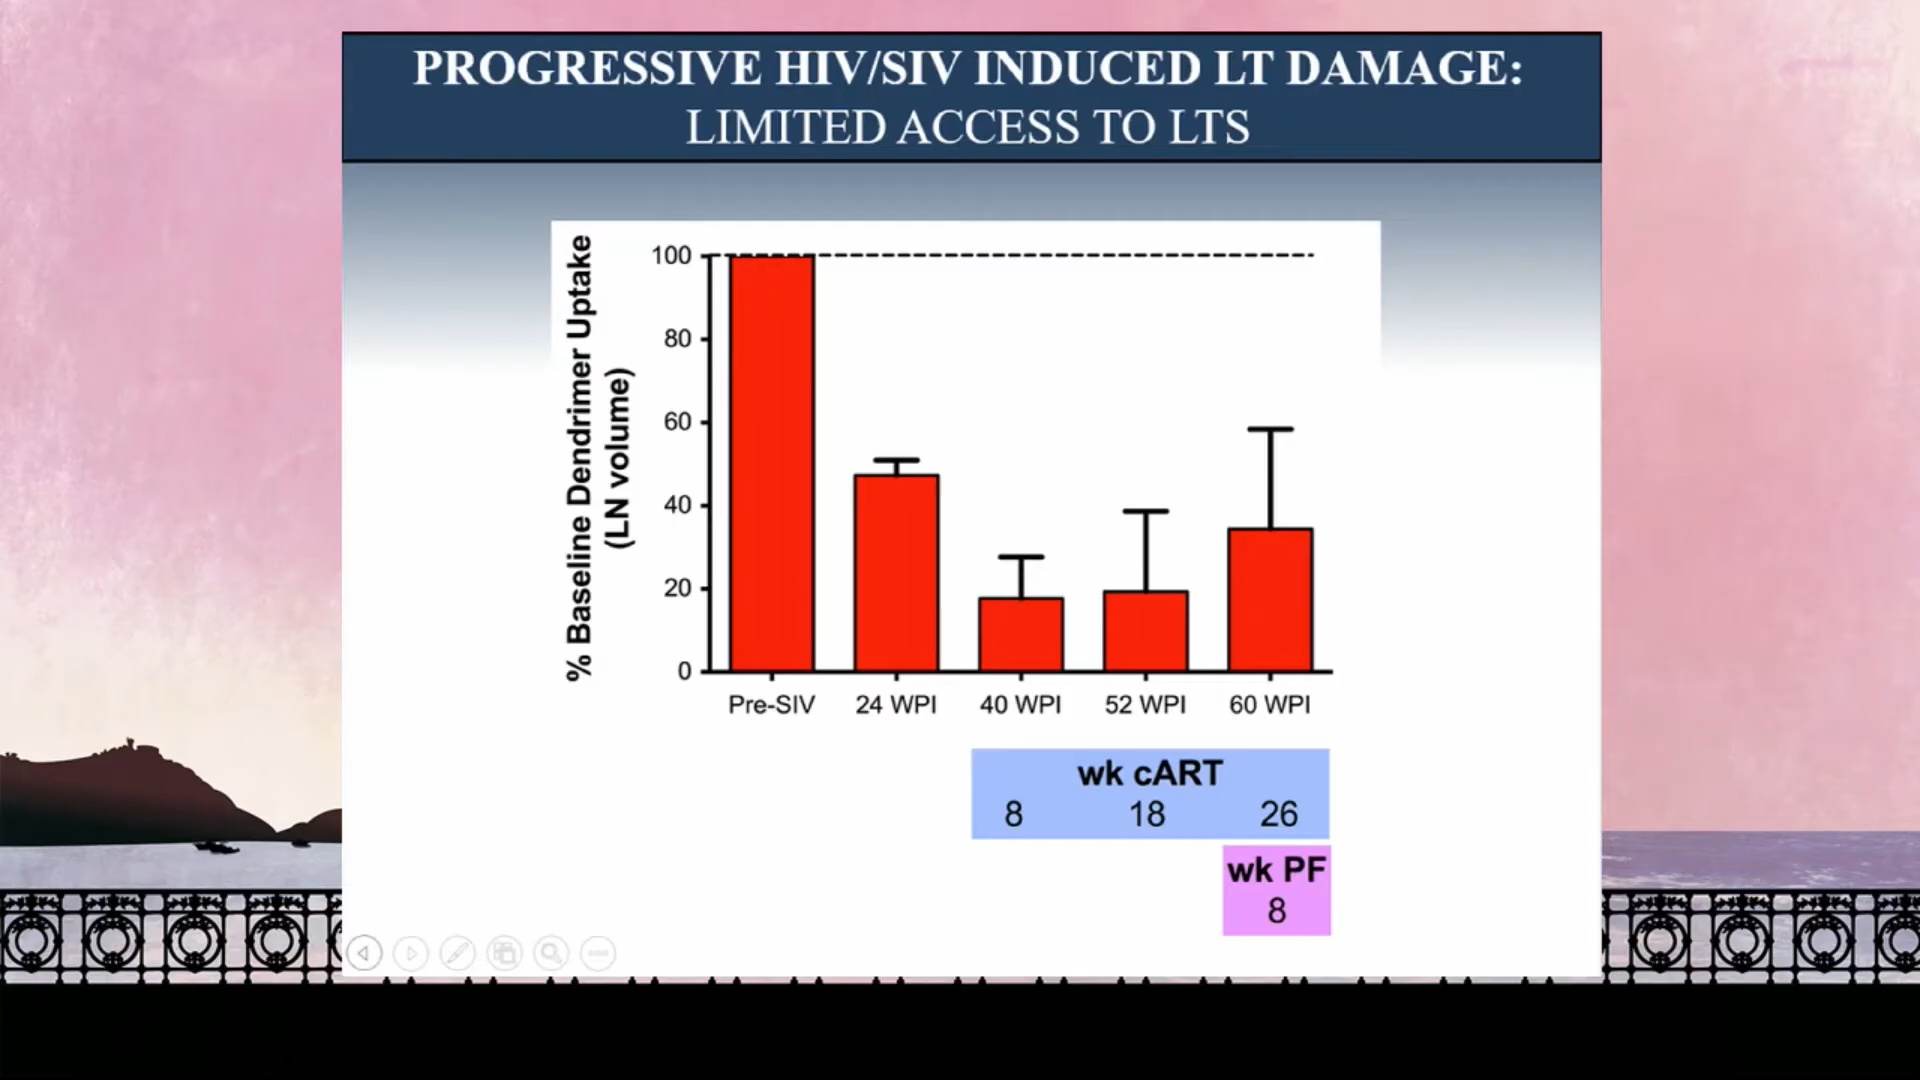 PROGRESSIVE HIV/SIV INDUCED LT DAMAGE:
LIMITED ACCESS TO LTS
% Baseline Dendrimer Uptake
(LN volume)
100
80
60
40
20
0
Pre-SIV 24 WPI 40 WPI 52 WPI 60 WPI
wk cART
8 18 26
wk PF
8